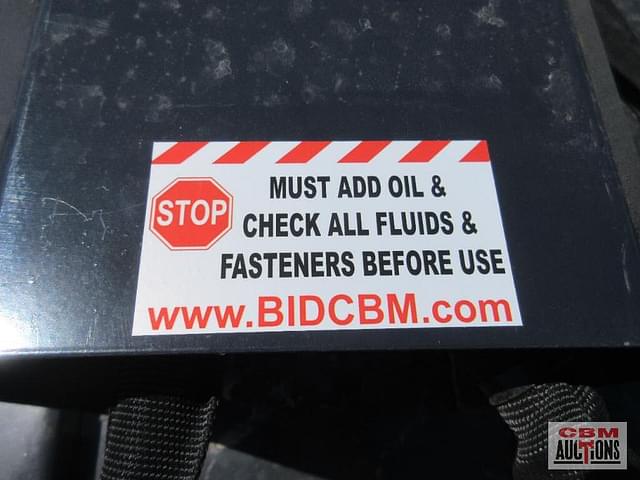 STOP
MUST ADD OIL &
CHECK ALL FLUIDS &
FASTENERS BEFORE USE
www.BIDCBM.com
CBM
AUCTIONS